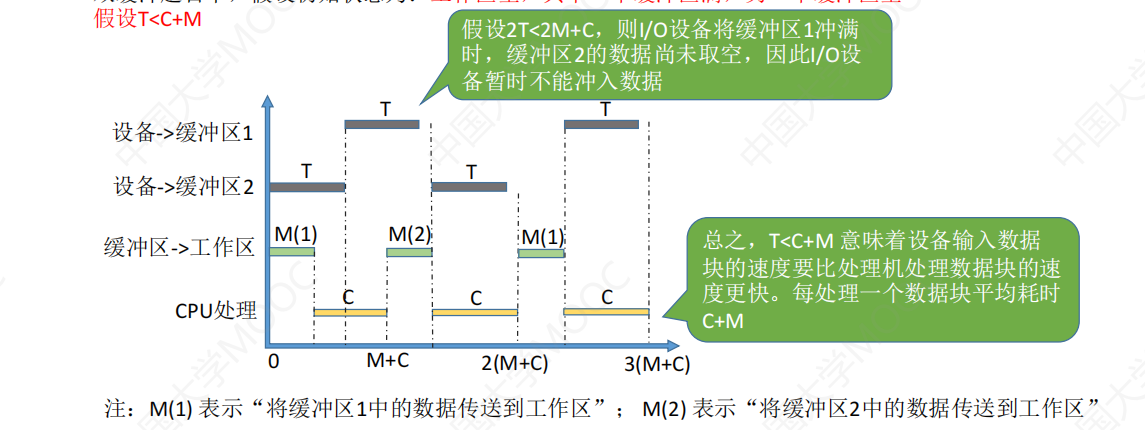 假设T<C+M
假设2T<2M+C，则I/O设备将缓冲区1冲满
时，缓冲区2的数据尚未取空，因此I/O设
备暂时不能冲入数据
T
T
设备->缓冲区1
T
T
设备->缓冲区2
M(1)
M(2)
M(1)
缓冲区->工作区
总之，T<C+M 意味着设备输入数据
块的速度要比处理机处理数据块的速
度更快。每处理一个数据块平均耗时
C+M
C
C
C
CPU处理
0
M+C
2(M+C)
3(M+C)
注：M(1) 表示“将缓冲区1中的数据传送到工作区”； M(2) 表示“将缓冲区2中的数据传送到工作区”
中国大学MOOC